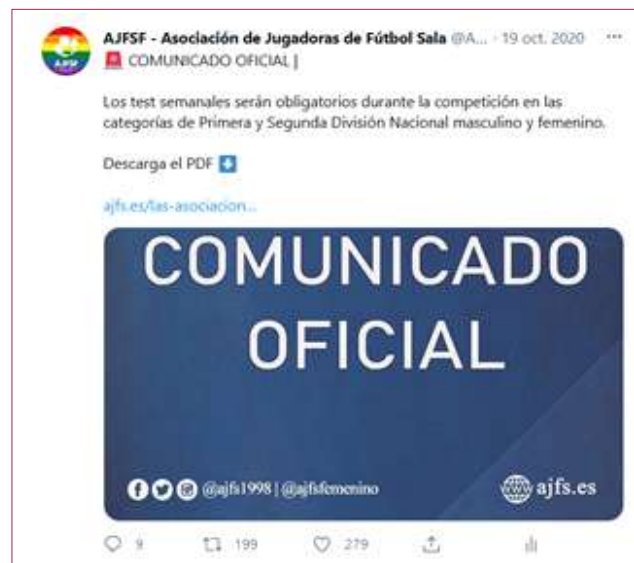 AJFSF - Asociación de Jugadoras de Fútbol Sala @A... · 19 oct. 2020 ...
🚨 COMUNICADO OFICIAL |
Los test semanales serán obligatorios durante la competición en las
categorías de Primera y Segunda División Nacional masculino y femenino.
Descarga el PDF ⬇️
ajfs.es/las-asociacion...
COMUNICADO
OFICIAL
@ajfs1998 | @ajfsfemenino
www ajfs.es
9 199 279